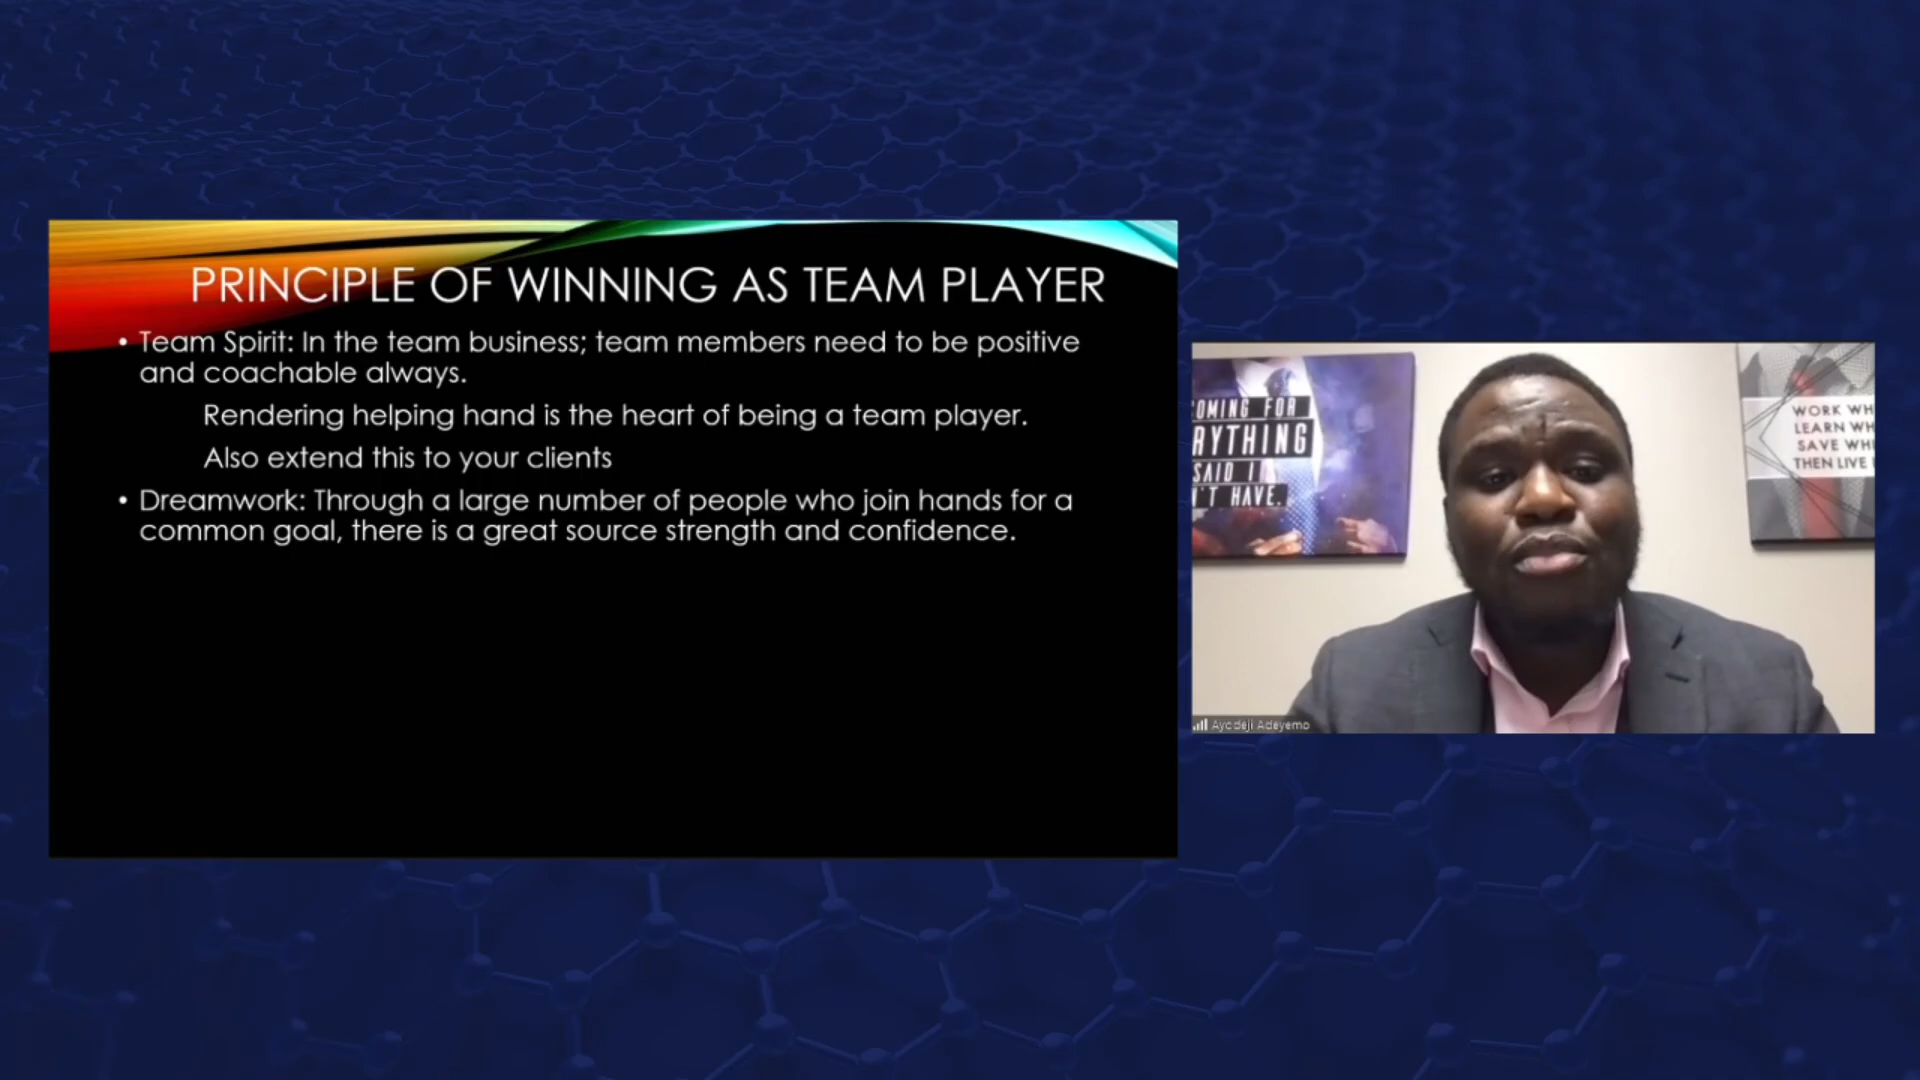 PRINCIPLE OF WINNING AS TEAM PLAYER
• Team Spirit: In the team business; team members need to be positive
and coachable always.
Rendering helping hand is the heart of being a team player.
Also extend this to your clients
• Dreamwork: Through a large number of people who join hands for a
common goal, there is a great source strength and confidence.
OMING FOR
RYTHING
SAID I
'T HAVE.
WORK WH
LEARN WH
SAVE WH
THEN LIVE
Ayodeji Adeyemo